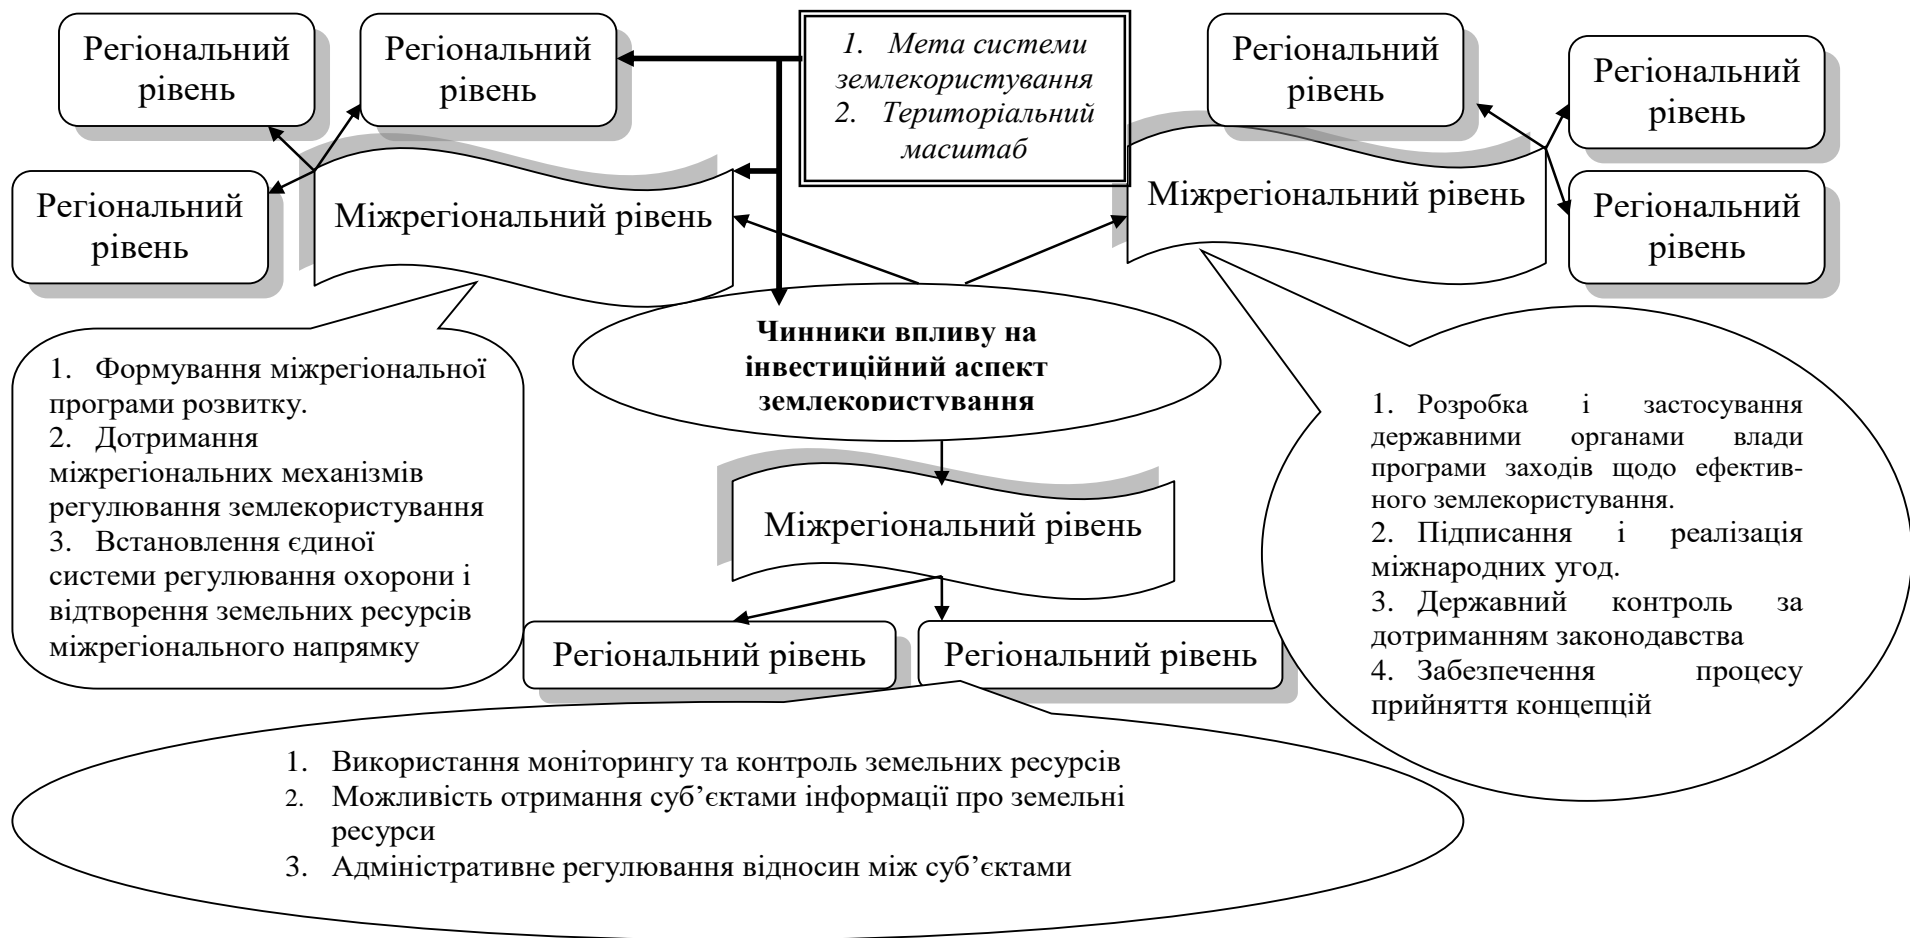 Регіональний
рівень
Регіональний
рівень
1. Мета системи
землекористування
2. Територіальний
масштаб
Регіональний
рівень
Регіональний
рівень
Регіональний
рівень
Міжрегіональний рівень
Міжрегіональний рівень
Регіональний
рівень
Чинники впливу на
інвестиційний аспект
землекористування
1. Формування міжрегіональної
програми розвитку.
2. Дотримання
міжрегіональних механізмів
регулювання землекористування
3. Встановлення єдиної
системи регулювання охорони і
відтворення земельних ресурсів
міжрегіонального напрямку
1. Розробка і застосування
державними органами влади
програми заходів щодо ефектив-
ного землекористування.
2. Підписання і реалізація
міжнародних угод.
3. Державний контроль за
дотриманням законодавства
4. Забезпечення процесу
прийняття концепцій
Міжрегіональний рівень
Регіональний рівень
Регіональний рівень
1. Використання моніторингу та контроль земельних ресурсів
2. Можливість отримання суб’єктами інформації про земельні
ресурси
3. Адміністративне регулювання відносин між суб’єктами